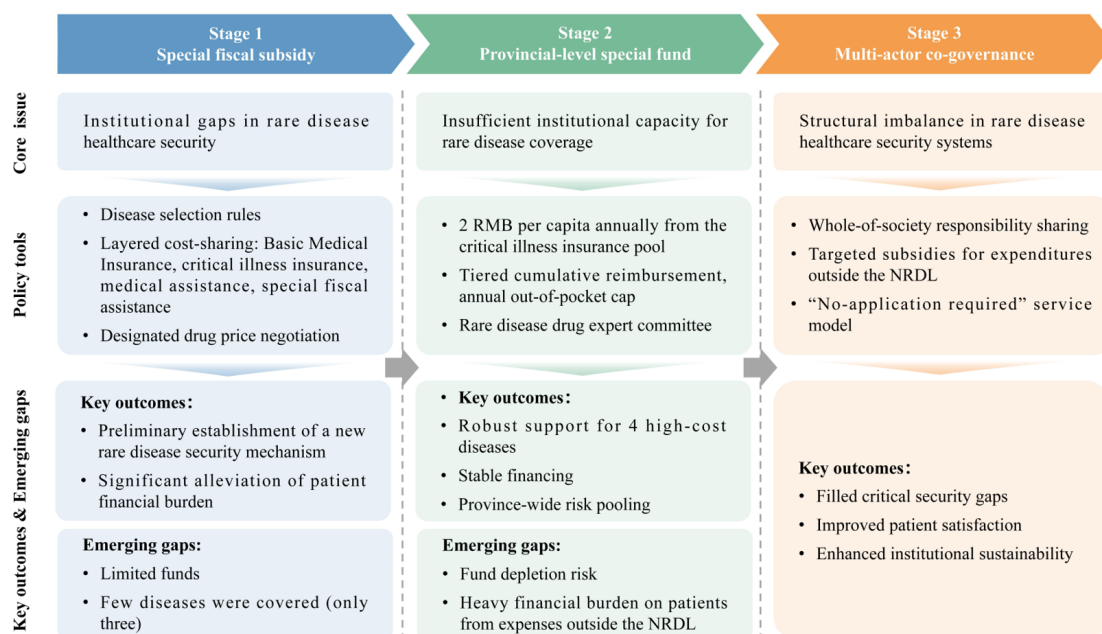 Stage 1
Special fiscal subsidy
Stage 2
Provincial-level special fund
Stage 3
Multi-actor co-governance
Core issue
Institutional gaps in rare disease
healthcare security
Insufficient institutional capacity for
rare disease coverage
Structural imbalance in rare disease
healthcare security systems
Policy tools
• Disease selection rules
• Layered cost-sharing: Basic Medical
Insurance, critical illness insurance,
medical assistance, special fiscal
assistance
• Designated drug price negotiation
• 2 RMB per capita annually from the
critical illness insurance pool
• Tiered cumulative reimbursement,
annual out-of-pocket cap
• Rare disease drug expert committee
• Whole-of-society responsibility sharing
• Targeted subsidies for expenditures
outside the NRDL
• “No-application required” service
model
Key outcomes & Emerging gaps
Key outcomes:
• Preliminary establishment of a new
rare disease security mechanism
• Significant alleviation of patient
financial burden
Emerging gaps:
• Limited funds
• Few diseases were covered (only
three)
• Key outcomes:
• Robust support for 4 high-cost
diseases
• Stable financing
• Province-wide risk pooling
Emerging gaps:
• Fund depletion risk
• Heavy financial burden on patients
from expenses outside the NRDL
Key outcomes:
• Filled critical security gaps
• Improved patient satisfaction
• Enhanced institutional sustainability